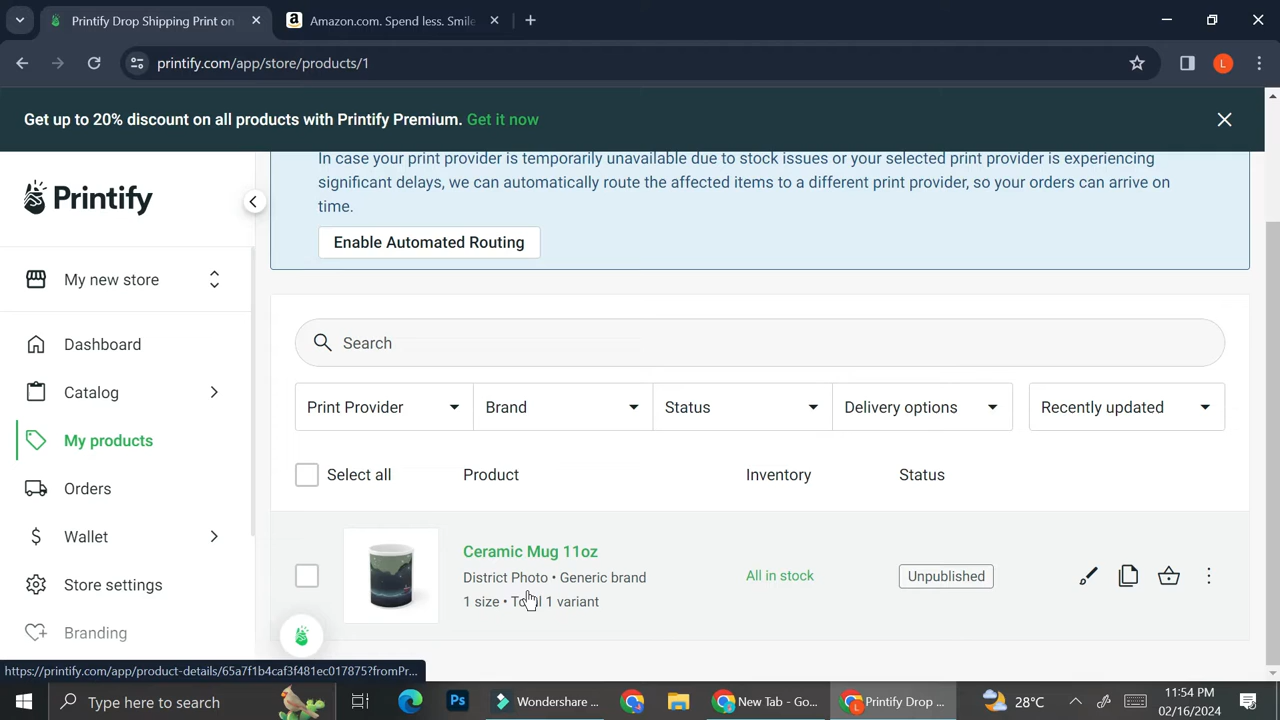 Printify Drop Shipping Print on
Amazon.com. Spend less. Smile
printify.com/app/store/products/1
L
Get up to 20% discount on all products with Printify Premium. Get it now
In case your print provider is temporarily unavailable due to stock issues or your selected print provider is experiencing
significant delays, we can automatically route the affected items to a different print provider, so your orders can arrive on
time.
Enable Automated Routing
Printify
My new store
Dashboard
Catalog
My products
Orders
Wallet
Store settings
Branding
Search
Print Provider
Brand
Status
Delivery options
Recently updated
Select all
Product
Inventory
Status
Ceramic Mug 11oz
District Photo • Generic brand
1 size • Total 1 variant
All in stock
Unpublished
https://printify.com/app/product-details/65a7f1b4caf3f481ec017875?fromPr...
Type here to search
Ps
Wondershare ...
New Tab - Go...
Printify Drop ...
28°C
11:54 PM
02/16/2024